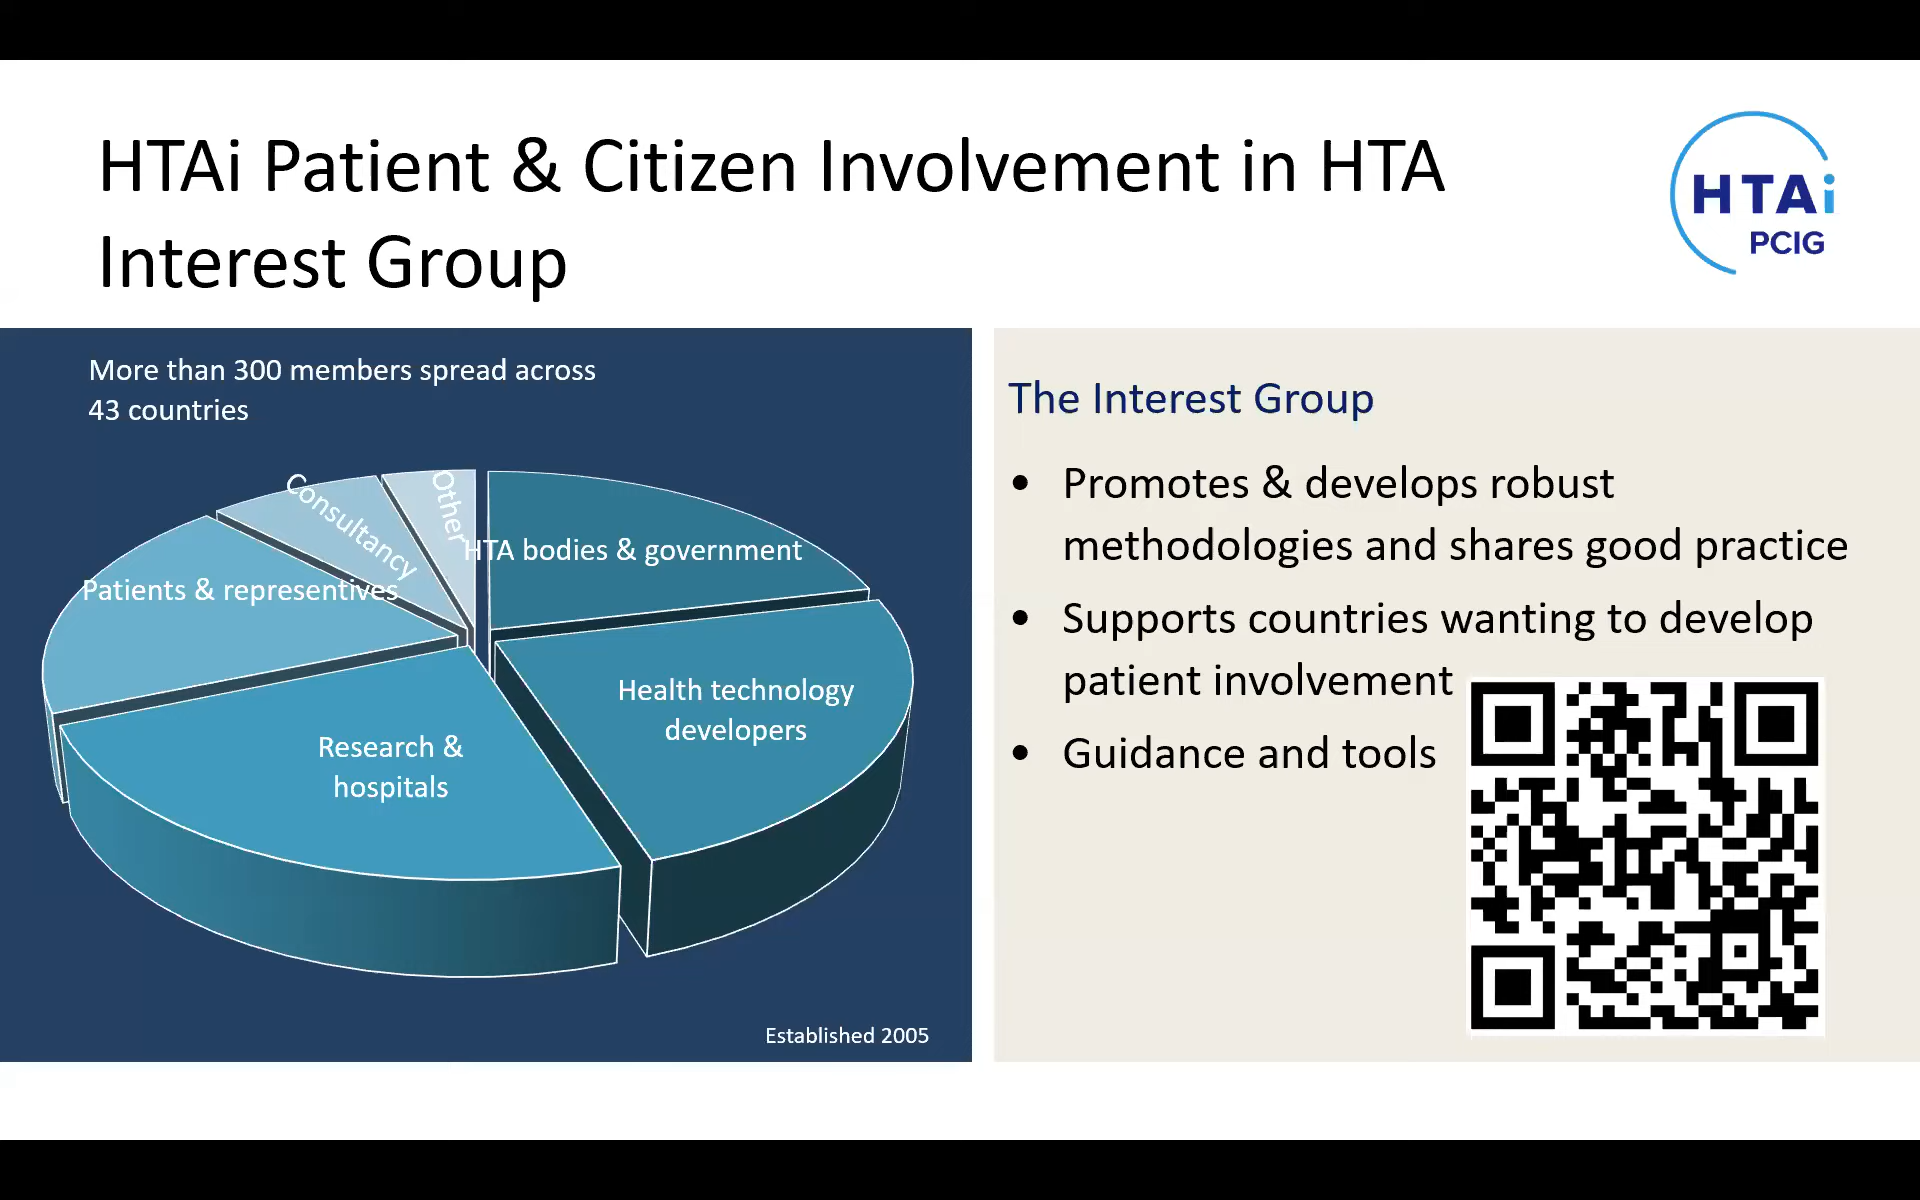 HTAi Patient & Citizen Involvement in HTA
Interest Group
HTAi
PCIG
More than 300 members spread across
43 countries
Consultancy
Other
HTA bodies & government
Patients & representives
Health technology
developers
Research &
hospitals
Established 2005
The Interest Group
• Promotes & develops robust
methodologies and shares good practice
• Supports countries wanting to develop
patient involvement
• Guidance and tools